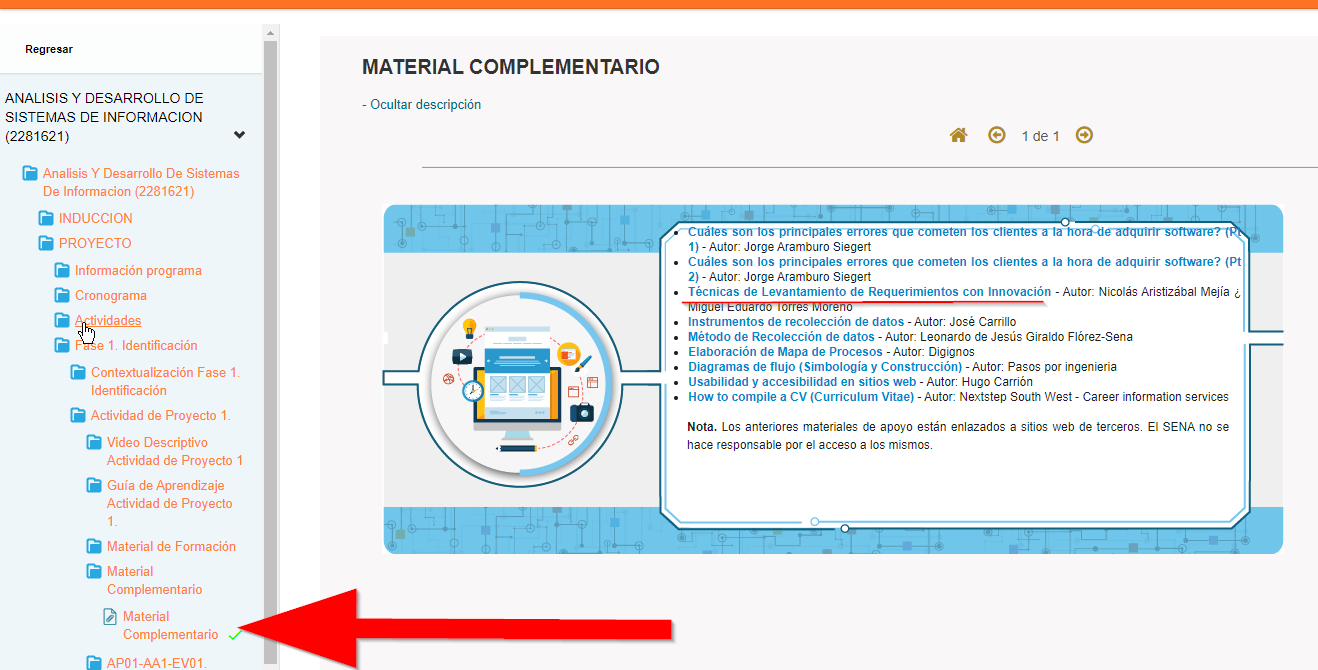 Regresar
ANALISIS Y DESARROLLO DE
SISTEMAS DE INFORMACION
(2281621)
Analisis Y Desarrollo De Sistemas
De Informacion (2281621)
INDUCCION
PROYECTO
Información programa
Cronograma
Actividades
Fase 1. Identificación
Contextualización Fase 1.
Identificación
Actividad de Proyecto 1.
Video Descriptivo
Actividad de Proyecto 1
Guía de Aprendizaje
Actividad de Proyecto
1.
Material de Formación
Material
Complementario
Material
Complementario
AP01-AA1-EV01.
MATERIAL COMPLEMENTARIO
- Ocultar descripción
1 de 1
Cuáles son los principales errores que cometen los clientes a la hora de adquirir software? (Pt
1) - Autor: Jorge Aramburo Siegert
Cuáles son los principales errores que cometen los clientes a la hora de adquirir software? (Pt
2) - Autor: Jorge Aramburo Siegert
Técnicas de Levantamiento de Requerimientos con Innovación - Autor: Nicolás Aristizábal Mejía ¿
Miguel Eduardo Torres Moreno
Instrumentos de recolección de datos - Autor: José Carrillo
Método de Recolección de datos - Autor: Leonardo de Jesús Giraldo Flórez-Sena
Elaboración de Mapa de Procesos - Autor: Digignos
Diagramas de flujo (Simbología y Construcción) - Autor: Pasos por ingenieria
Usabilidad y accesibilidad en sitios web - Autor: Hugo Carrión
How to compile a CV (Curriculum Vitae) - Autor: Nextstep South West - Career information services
Nota. Los anteriores materiales de apoyo están enlazados a sitios web de terceros. El SENA no se
hace responsable por el acceso a los mismos.